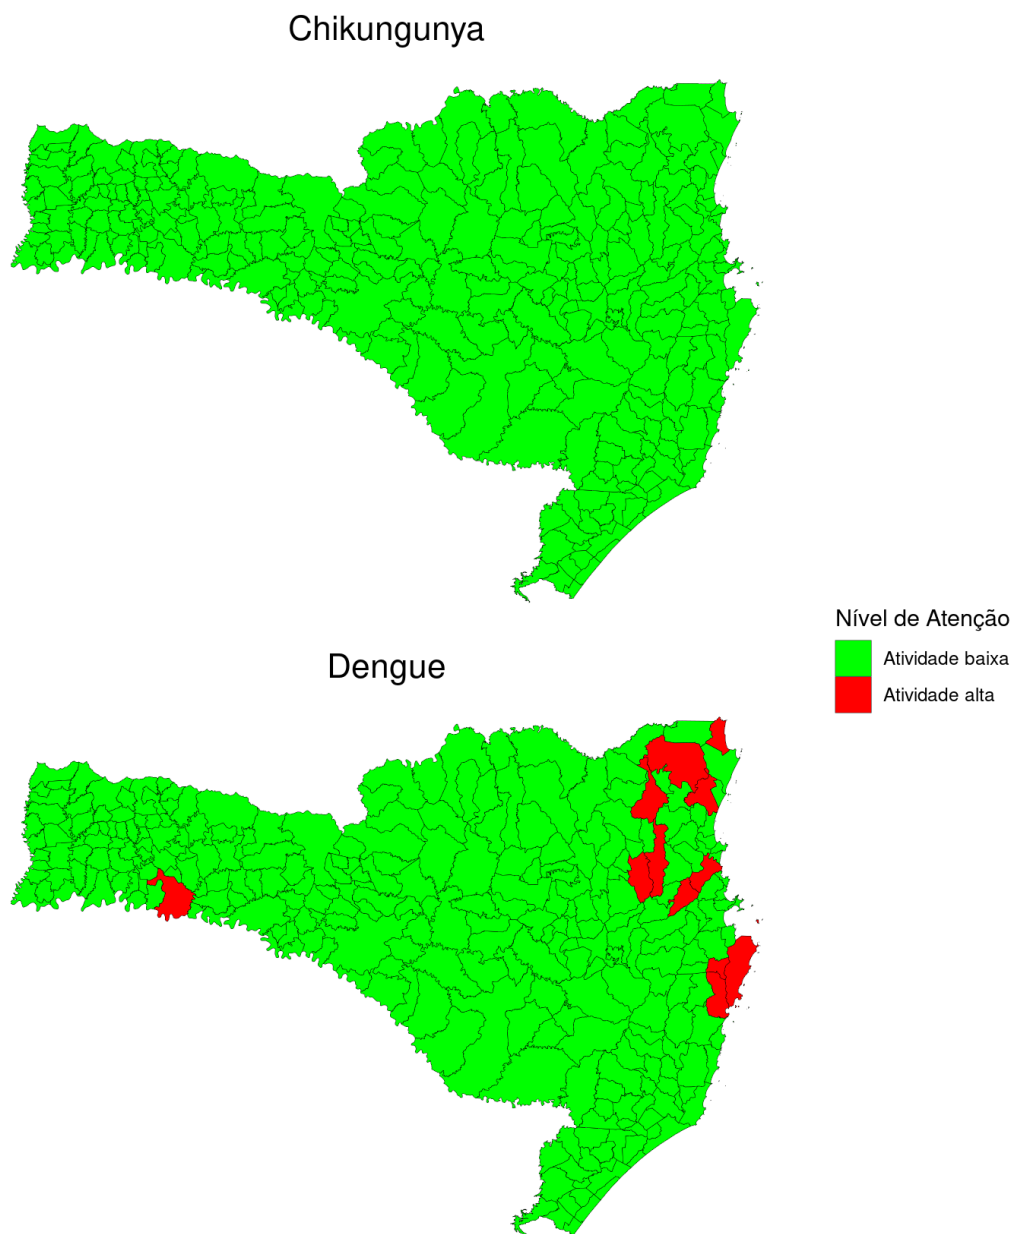 Chikungunya
Nível de Atenção
Atividade baixa
Atividade alta
Dengue